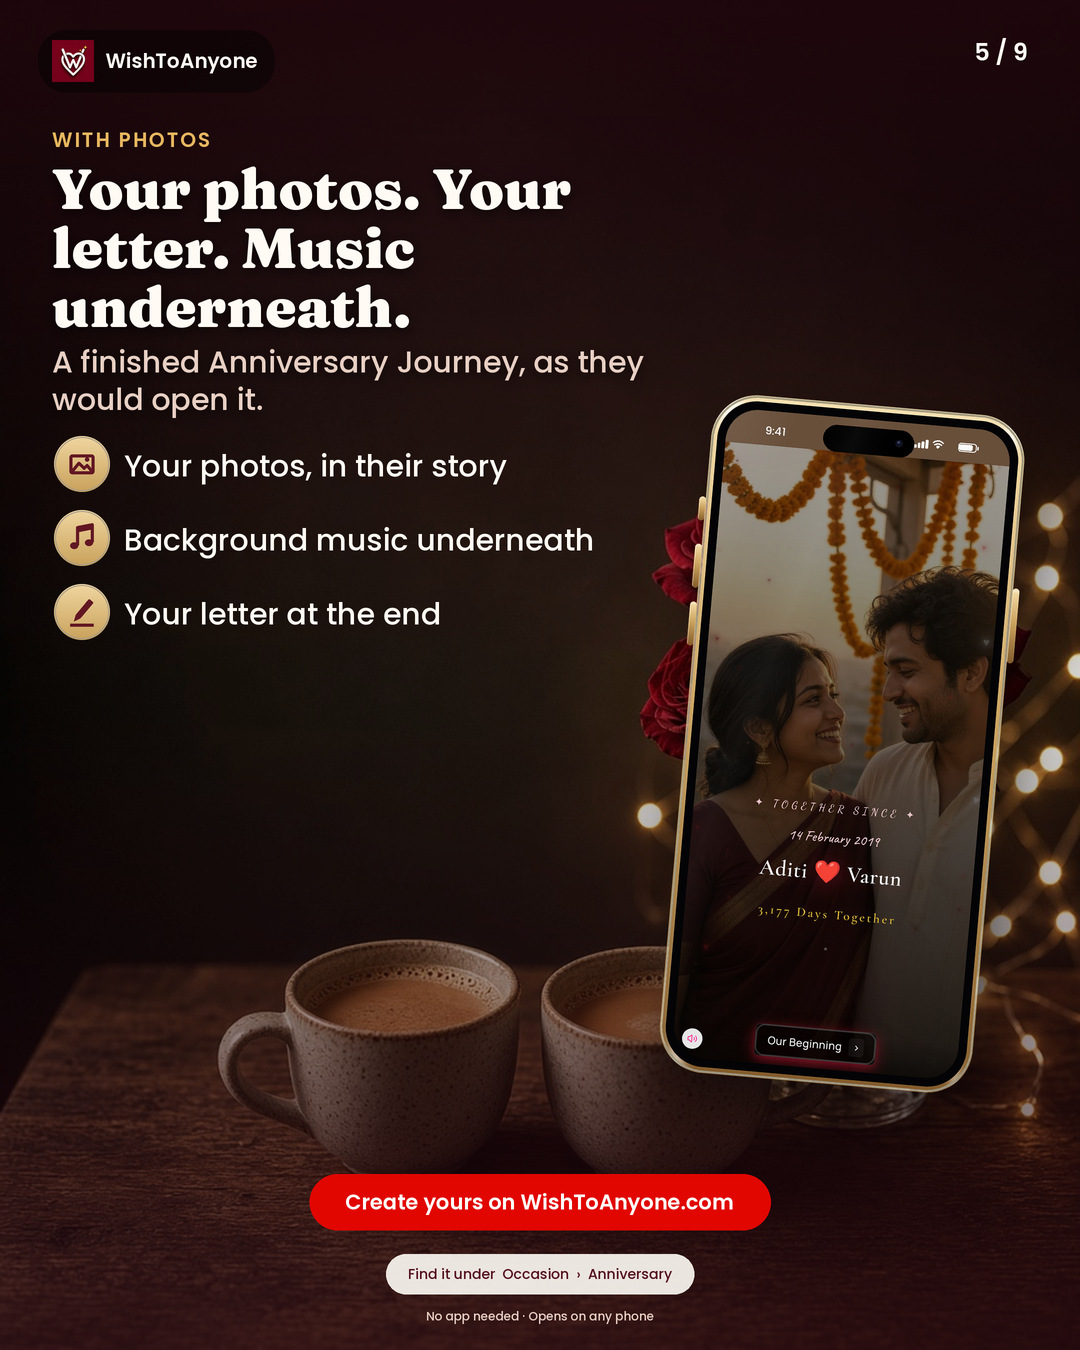 WishToAnyone
5 / 9
WITH PHOTOS
Your photos. Your
letter. Music
underneath.
A finished Anniversary Journey, as they
would open it.
Your photos, in their story
Background music underneath
Your letter at the end
9:41
✦ TOGETHER SINCE ✦
14 February 2019
Aditi ❤️ Varun
3,177 Days Together
Our Beginning ›
Create yours on WishToAnyone.com
Find it under Occasion › Anniversary
No app needed · Opens on any phone